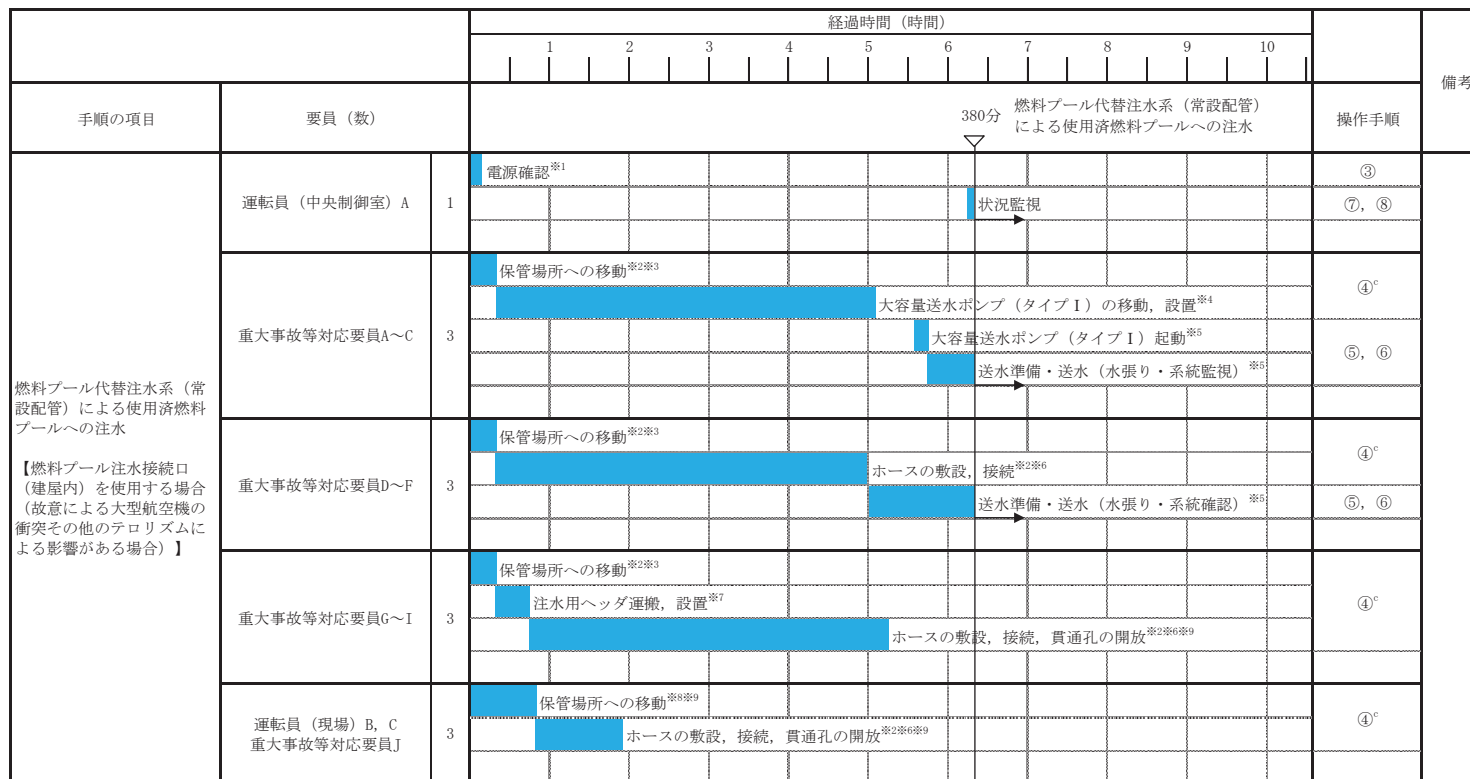 経過時間（時間）
1 2 3 4 5 6 7 8 9 10
備考
手順の項目
要員（数）
380分
燃料プール代替注水系（常設配管）
による使用済燃料プールへの注水
操作手順
燃料プール代替注水系（常
設配管）による使用済燃料
プールへの注水
【燃料プール注水接続口
（建屋内）を使用する場合
（故意による大型航空機の
衝突その他のテロリズムに
よる影響がある場合）】
運転員（中央制御室）A
1
電源確認※1
③
状況監視
⑦，⑧
重大事故等対応要員A～C
3
保管場所への移動※2※3
大容量送水ポンプ（タイプⅠ）の移動，設置※4
④c
大容量送水ポンプ（タイプⅠ）起動※5
送水準備・送水（水張り・系統監視）※5
⑤，⑥
重大事故等対応要員D～F
3
保管場所への移動※2※3
ホースの敷設，接続※2※6
④c
送水準備・送水（水張り・系統確認）※5
⑤，⑥
重大事故等対応要員G～I
3
保管場所への移動※2※3
注水用ヘッダ運搬，設置※7
ホースの敷設，接続，貫通孔の開放※2※6※9
④c
運転員（現場）B，C
重大事故等対応要員J
3
保管場所への移動※8※9
ホースの敷設，接続，貫通孔の開放※2※6※9
④c